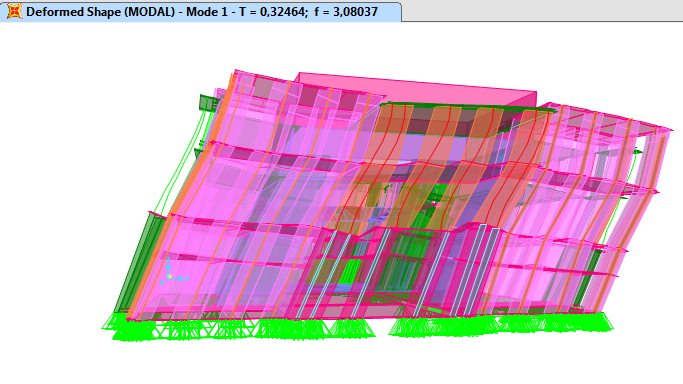 Deformed Shape (MODAL) - Mode 1 - T = 0,32464;  f = 3,08037